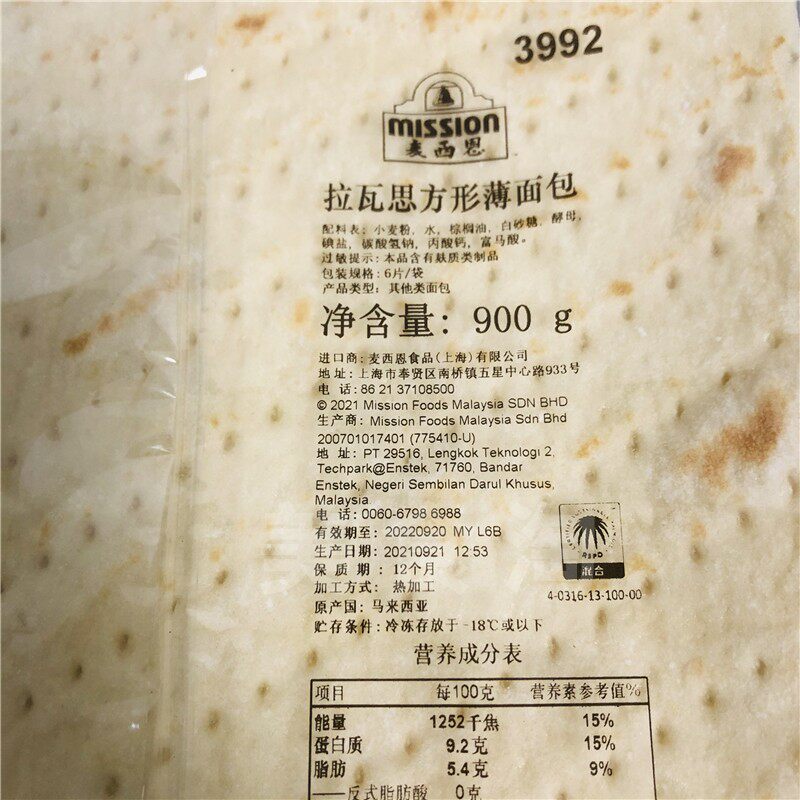 3992
MISSION
麦西恩
拉瓦思方形薄面包
配料表: 小麦粉, 水, 棕榈油, 白砂糖, 酵母,
碘盐, 碳酸氢钠, 丙酸钙, 富马酸。
过敏提示: 本品含有麸质类制品
包装规格: 6片/袋
产品类型: 其他类面包
净含量: 900 g
进口商: 麦西恩食品(上海)有限公司
地 址: 上海市奉贤区南桥镇五星中心路933号
电 话:86 21 37108500
© 2021 Mission Foods Malaysia SDN BHD
生产商: Mission Foods Malaysia Sdn Bhd
200701017401 (775410-U)
地 址: PT 29516, Lengkok Teknologi 2,
Techpark@Enstek, 71760, Bandar
Enstek, Negeri Sembilan Darul Khusus,
Malaysia.
电 话:0060-6798 6988
有效期至: 20220920 MY L6B
生产日期: 20210921 12:53
保 质 期 : 12个月
加工方式: 热加工
原产国: 马来西亚
贮存条件: 冷冻存放于 -18℃或以下
RSPO
混合
4-0316-13-100-00
营养成分表
项目 每100克 营养素参考值%
能量 1252千焦 15%
蛋白质 9.2克 15%
脂肪 5.4克 9%
——反式脂肪酸 0克